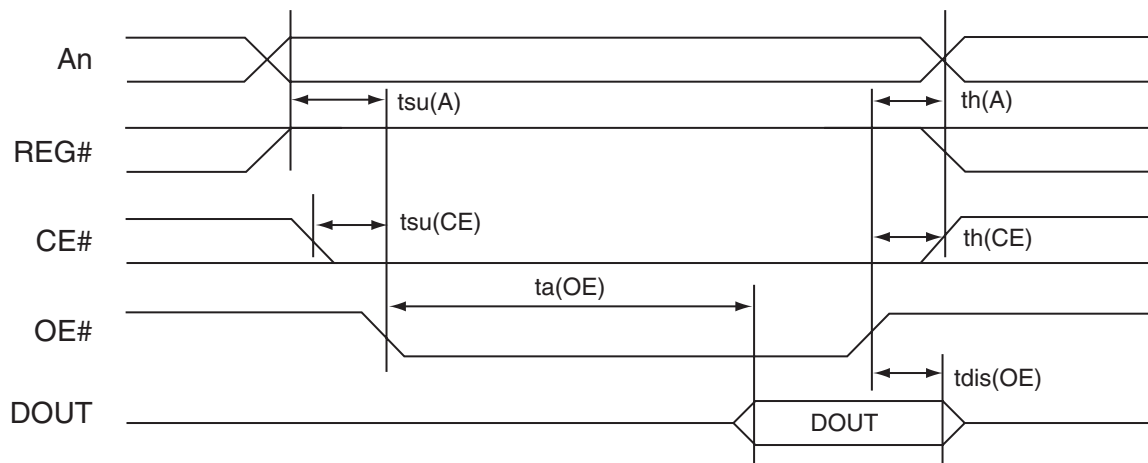 An
tsu(A)
th(A)
REG#
tsu(CE)
CE#
th(CE)
ta(OE)
OE#
tdis(OE)
DOUT
DOUT